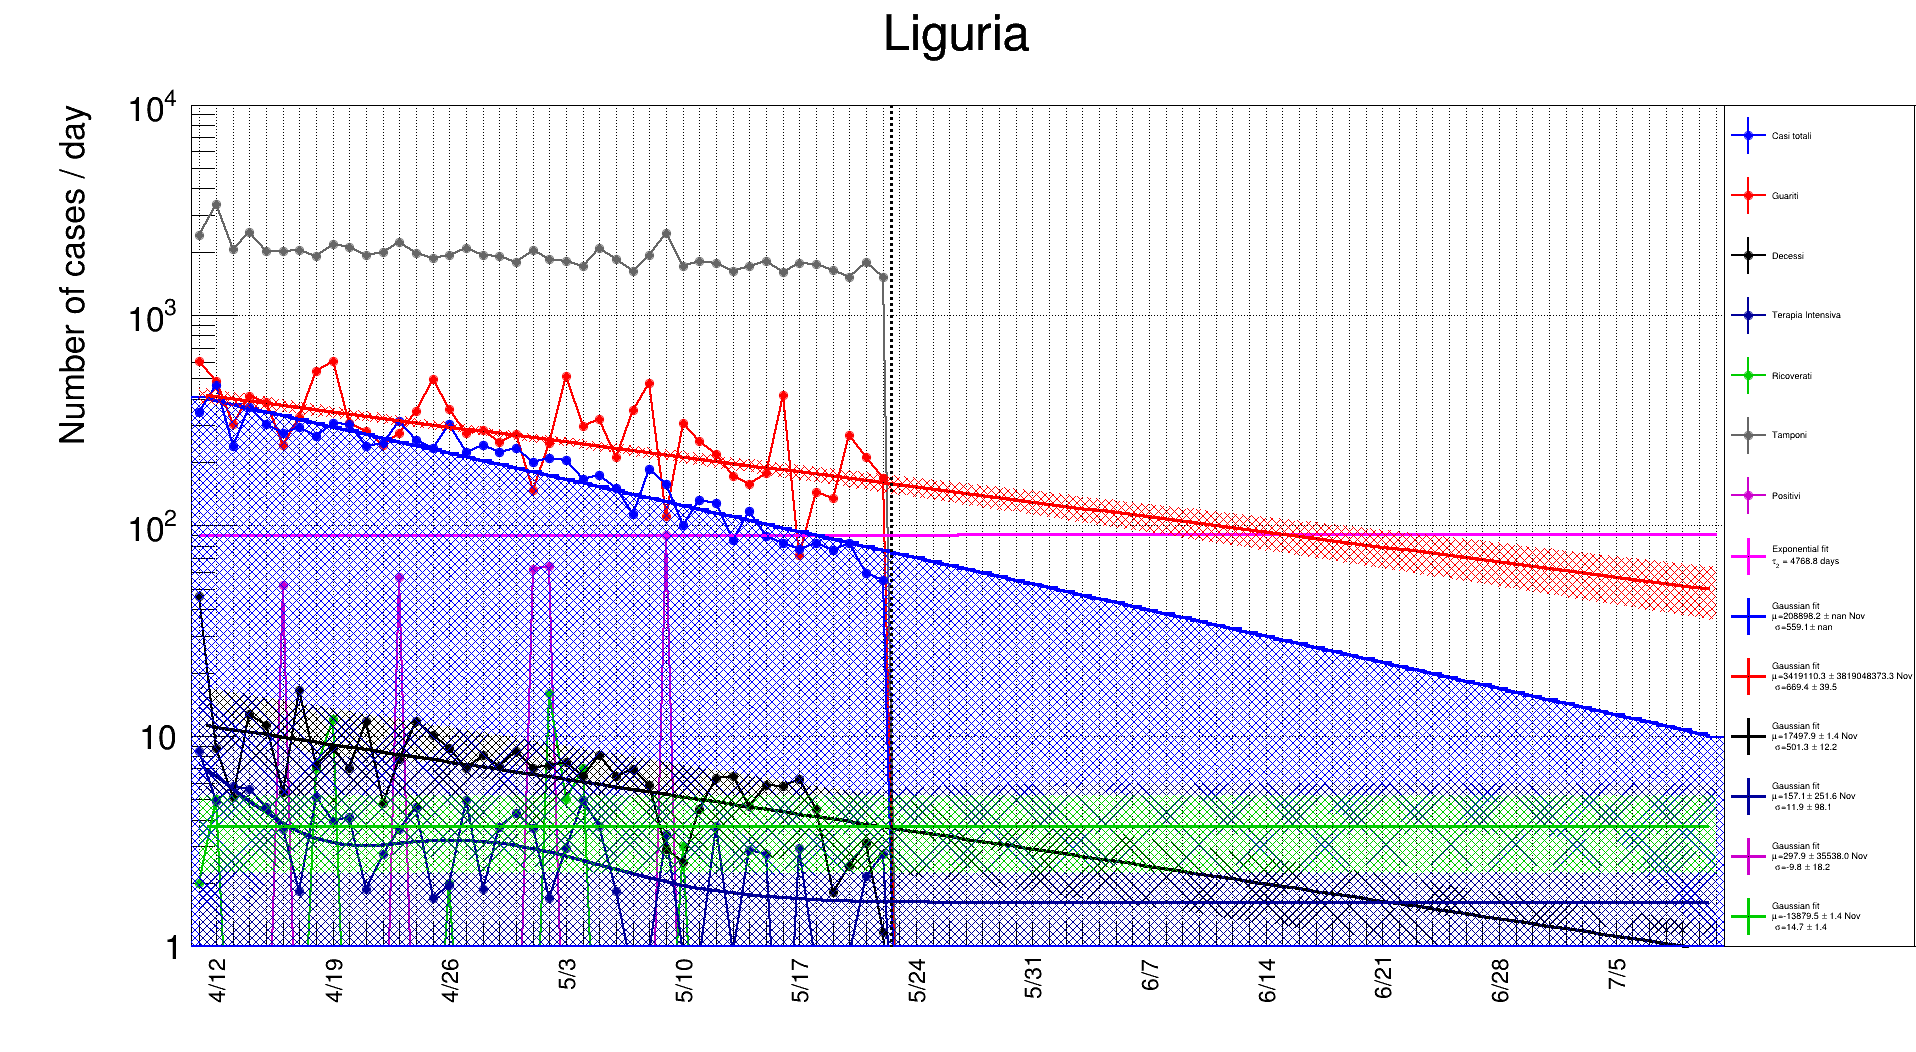 Liguria
Number of cases / day
10^4
10^3
10^2
10
1
4/12
4/19
4/26
5/3
5/10
5/17
5/24
5/31
6/7
6/14
6/21
6/28
7/5
Casi totali
Guariti
Decessi
Terapia Intensiva
Ricoverati
Tamponi
Positivi
Exponential fit
τ_2 = 4768.8 days
Gaussian fit
μ=208898.2 ± nan Nov
σ=559.1± nan
Gaussian fit
μ=3419110.3 ± 3819048373.3 Nov
σ=669.4 ± 39.5
Gaussian fit
μ=17497.9 ± 1.4 Nov
σ=501.3 ± 12.2
Gaussian fit
μ=157.1± 251.6 Nov
σ=11.9 ± 98.1
Gaussian fit
μ=297.9 ± 35538.0 Nov
σ=-9.8 ± 18.2
Gaussian fit
μ=-13879.5 ± 1.4 Nov
σ=14.7 ± 1.4